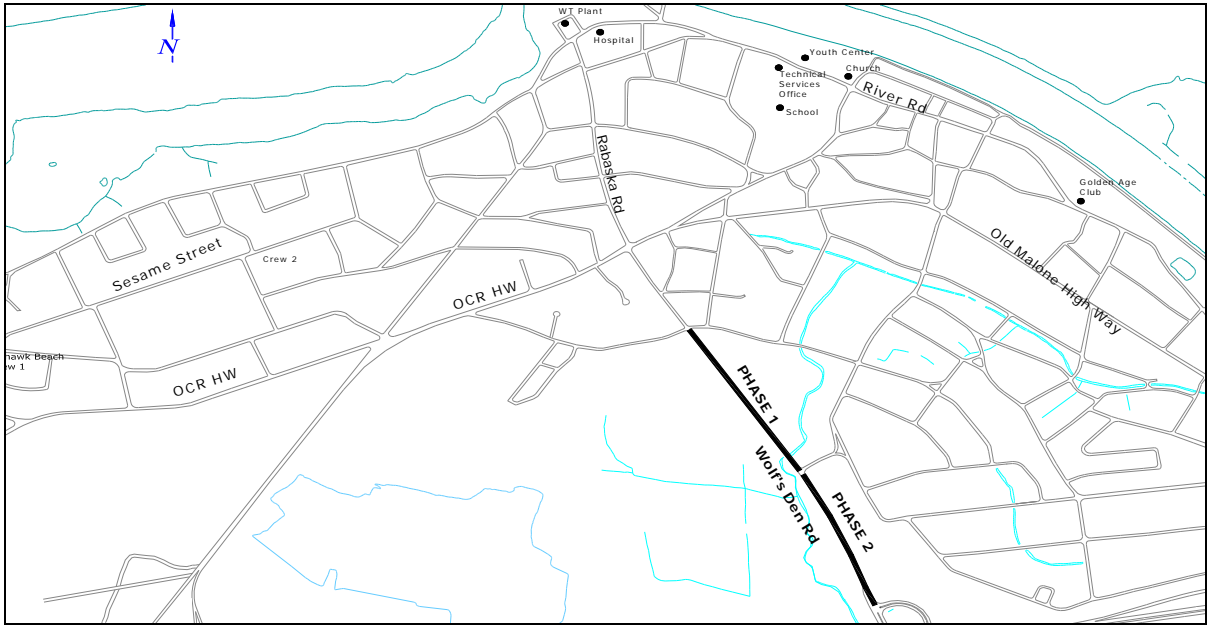 WT Plant
N
Hospital
Youth Center
Church
Technical
Services
Office
River Rd
School
Rabaska Rd
Golden Age
Club
Sesame Street
Crew 2
Old Malone High Way
OCR HW
hawk Beach
ew 1
OCR HW
PHASE 1
Wolf's Den Rd
PHASE 2